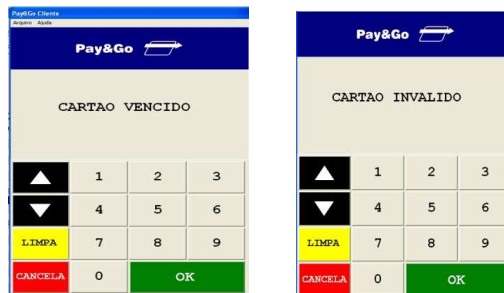 Pay&Go Cliente
Arquivo Ajuda
Pay&Go
CARTAO VENCIDO
1 2 3
4 5 6
LIMPA 7 8 9
CANCELA 0 OK
Pay&Go
CARTAO INVALIDO
1 2 3
4 5 6
LIMPA 7 8 9
CANCELA 0 OK